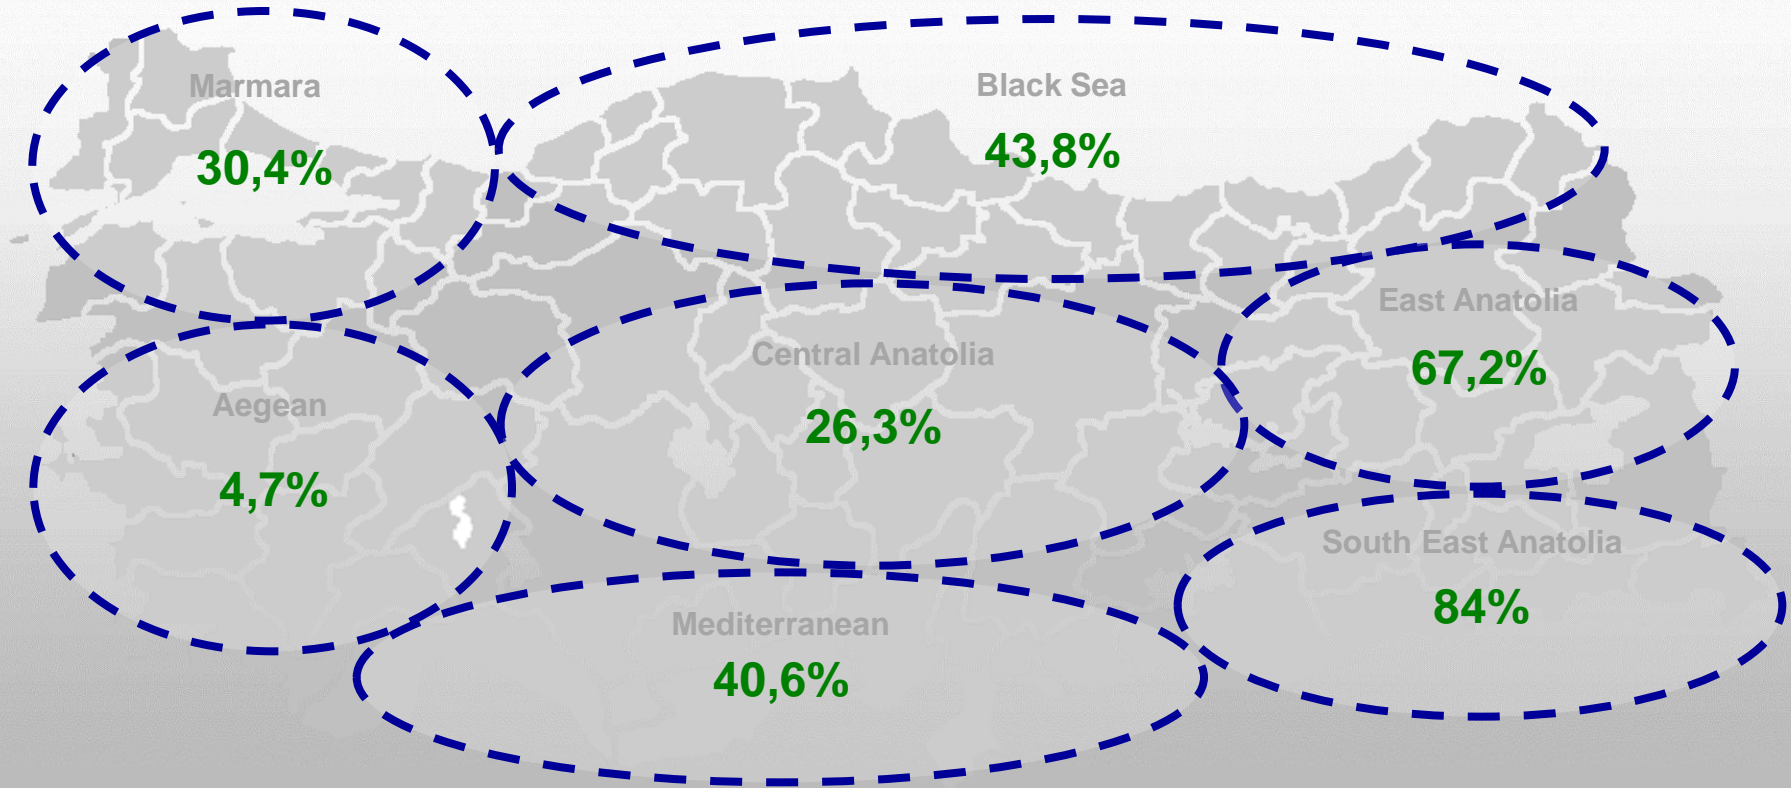 Marmara
30,4%
Black Sea
43,8%
East Anatolia
67,2%
Central Anatolia
26,3%
Aegean
4,7%
South East Anatolia
84%
Mediterranean
40,6%